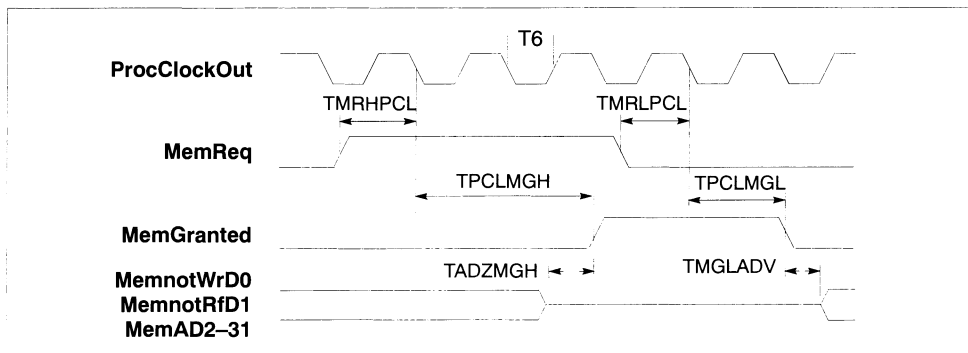 T6
ProcClockOut
TMRHPCL
TMRLPCL
MemReq
TPCLMGH
TPCLMGL
MemGranted
TADZMGH
TMGLADV
MemnotWrD0
MemnotRfD1
MemAD2–31